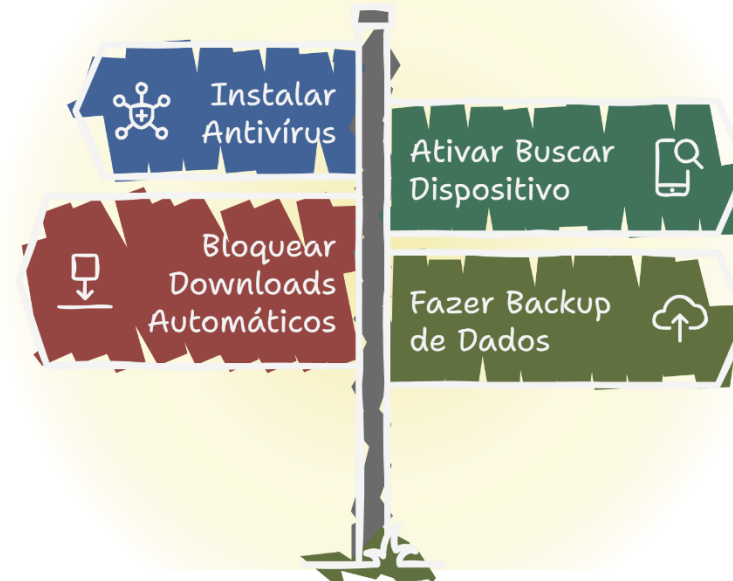 Instalar
Antivírus
Ativar Buscar
Dispositivo
Bloquear
Downloads
Automáticos
Fazer Backup
de Dados